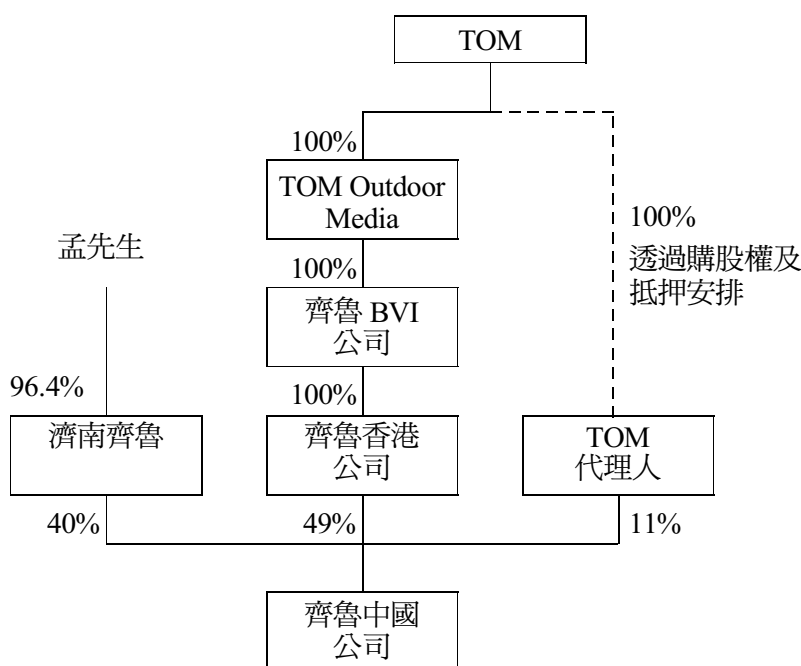 TOM
100%
TOM Outdoor
Media
100%
透過購股權及
抵押安排
孟先生
100%
齊魯 BVI
公司
96.4%
100%
濟南齊魯
齊魯香港
公司
TOM
代理人
40%
49%
11%
齊魯中國
公司